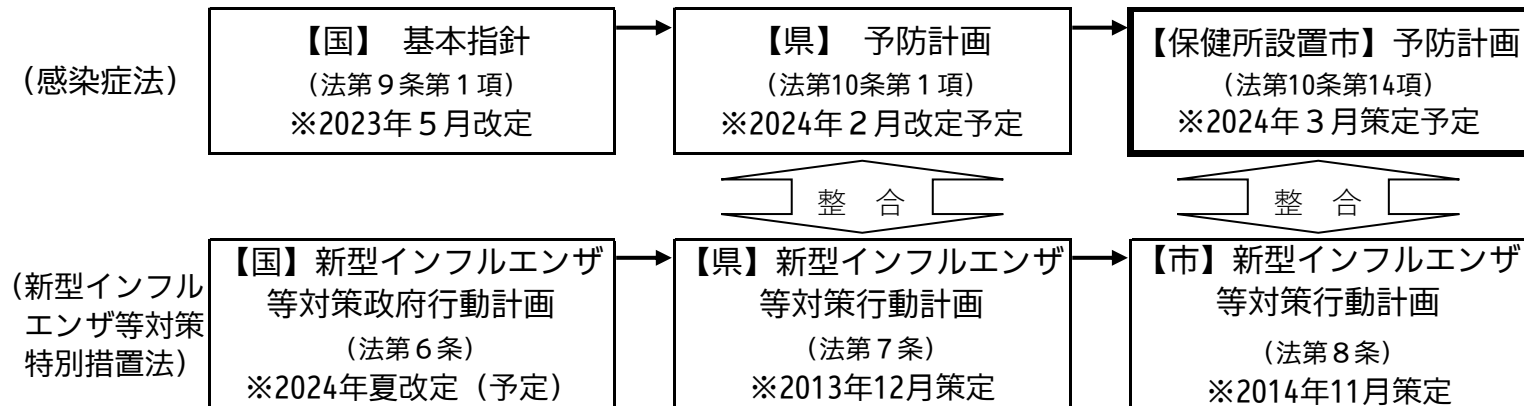 （感染症法）
【国】 基本指針
（法第９条第１項）
※2023年５月改定
【県】 予防計画
（法第10条第１項）
※2024年２月改定予定
【保健所設置市】予防計画
（法第10条第14項）
※2024年３月策定予定
整 合
整 合
（新型インフル
エンザ等対策
特別措置法）
【国】新型インフルエンザ
等対策政府行動計画
（法第６条）
※2024年夏改定（予定）
【県】新型インフルエンザ
等対策行動計画
（法第７条）
※2013年12月策定
【市】新型インフルエンザ
等対策行動計画
（法第８条）
※2014年11月策定